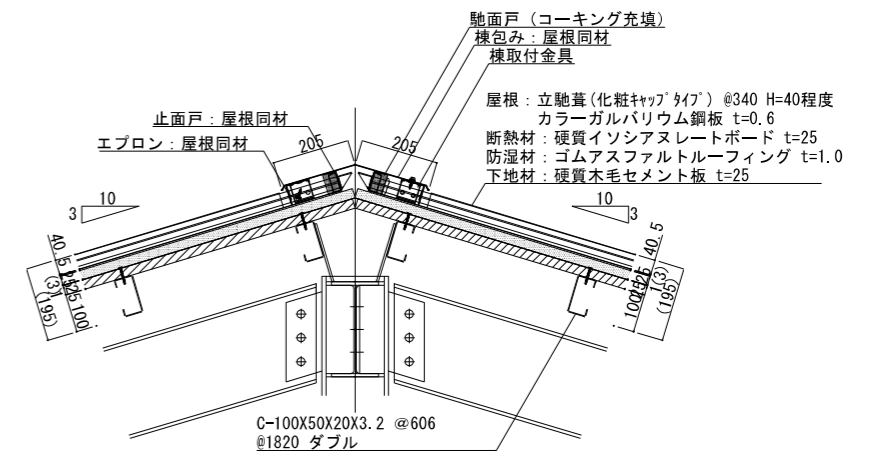 馳面戸 (コーキング充填)
棟包み：屋根同材
棟取付金具
屋根：立馳葺(化粧ｷｬｯﾌﾟﾀｲﾌﾟ) @340 H=40程度
カラーガルバリウム鋼板 t=0.6
断熱材：硬質イソシアヌレートボード t=25
防湿材：ゴムアスファルトルーフィング t=1.0
下地材：硬質木毛セメント板 t=25
止面戸：屋根同材
エプロン：屋根同材
205
205
10
3
10
3
40.5
25
25
100
(3)
(195)
40.5
25
25
100
1(3)
(195)
C-100X50X20X3.2 @606
@1820 ダブル